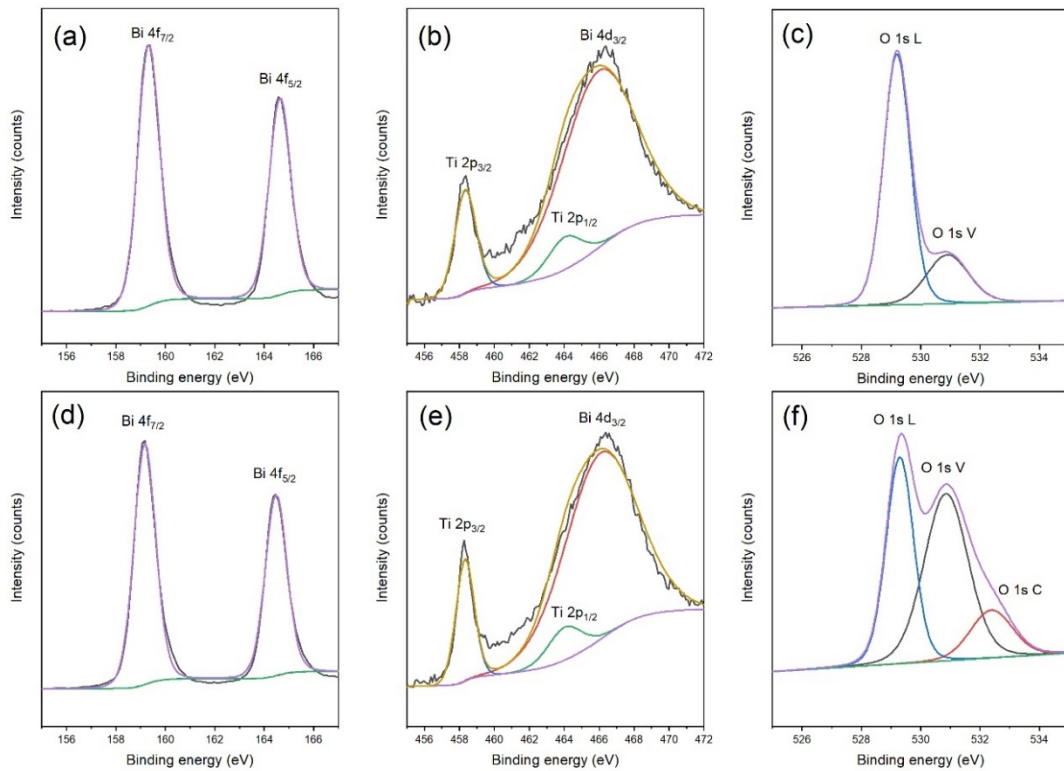 (a)
Bi 4f7/2
Bi 4f5/2
Intensity (counts)
156 158 160 162 164 166
Binding energy (eV)
(b)
Bi 4d3/2
Ti 2p3/2
Ti 2p1/2
Intensity (counts)
456 458 460 462 464 466 468 470 472
Binding energy (eV)
(c)
O 1s L
O 1s V
Intensity (counts)
526 528 530 532 534
Binding energy (eV)
(d)
Bi 4f7/2
Bi 4f5/2
Intensity (counts)
156 158 160 162 164 166
Binding energy (eV)
(e)
Bi 4d3/2
Ti 2p3/2
Ti 2p1/2
Intensity (counts)
456 458 460 462 464 466 468 470 472
Binding energy (eV)
(f)
O 1s L
O 1s V
O 1s C
Intensity (counts)
526 528 530 532 534
Binding energy (eV)